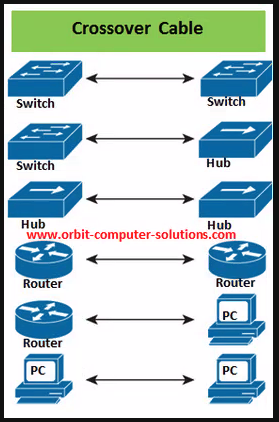 Crossover Cable
Switch Switch
Switch Hub
Hub Hub
www.orbit-computer-solutions.com
Router Router
Router PC
PC PC